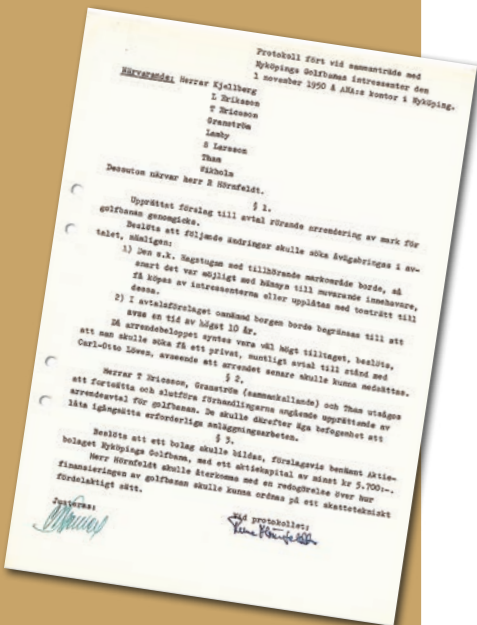 Protokoll fört vid sammanträde med
Nyköpings Golfbanas intressenter den
1 november 1950 å ANA:s kontor i Nyköping.
Närvarande: Herrar Kjellberg
L Eriksson
T Ericsson
Granström
Lamby
S Larsson
Tham
Wikholm
Dessutom närvar herr R Hörnfeldt.
§ 1.
Upprättat förslag till avtal rörande arrendering av mark för
golfbanan genomgicks.
Beslöts att följande ändringar skulle söka åvägabringas i av-
talet, nämligen:
1) Den s.k. Hagstugan med tillhörande markområde borde, så
snart det var möjligt med hänsyn till nuvarande innehavare,
få köpas av intressenterna eller upplåtas med tomträtt till
dessa.
2) I avtalsförslaget omnämnd borgen borde begränsas till att
avse en tid av högst 10 år.
Då arrendebeloppet syntes vara väl högt tilltaget, beslöts,
att man skulle söka få ett privat, muntligt avtal till stånd med
Carl-Otto Löven, avseende att arrendet senare skulle kunna nedsättas.
§ 2.
Herrar T Ericsson, Granström (sammankallande) och Tham utsågos
att fortsätta och slutföra förhandlingarna angående upprättande av
arrendeavtal för golfbanan. De skulle därefter äga befogenhet att
låta igångsätta erforderliga anläggningsarbeten.
§ 3.
Beslöts att ett bolag skulle bildas, förslagsvis benämnt Aktie-
bolaget Nyköpings Golfbana, med ett aktiekapital av minst kr 5.700:-.
Herr Hörnfeldt skulle återkomma med en redogörelse över hur
finansieringen av golfbanan skulle kunna ordnas på ett skattetekniskt
fördelaktigt sätt.
Justeras:
Vid protokollet: